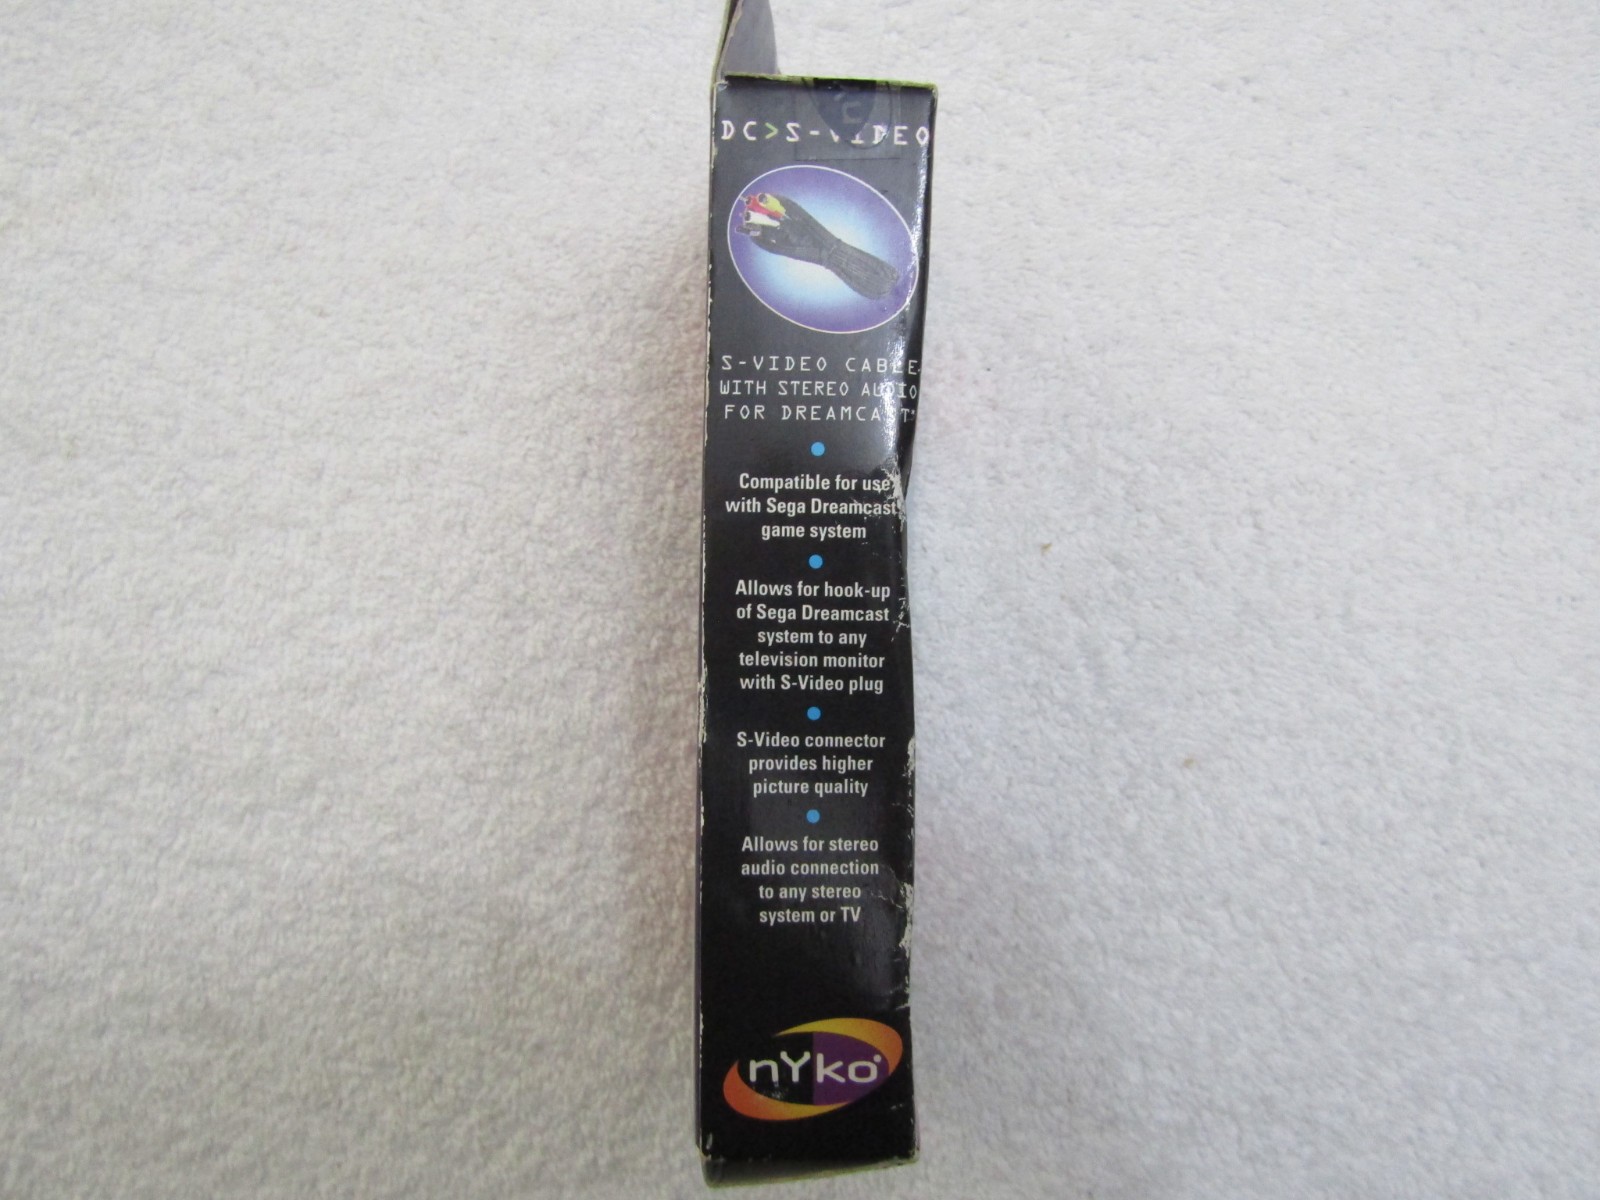 DC>S-VIDEO
S-VIDEO CABLE
WITH STEREO AUDIO
FOR DREAMCAST
Compatible for use
with Sega Dreamcast
game system
Allows for hook-up
of Sega Dreamcast
system to any
television monitor
with S-Video plug
S-Video connector
provides higher
picture quality
Allows for stereo
audio connection
to any stereo
system or TV
nYko